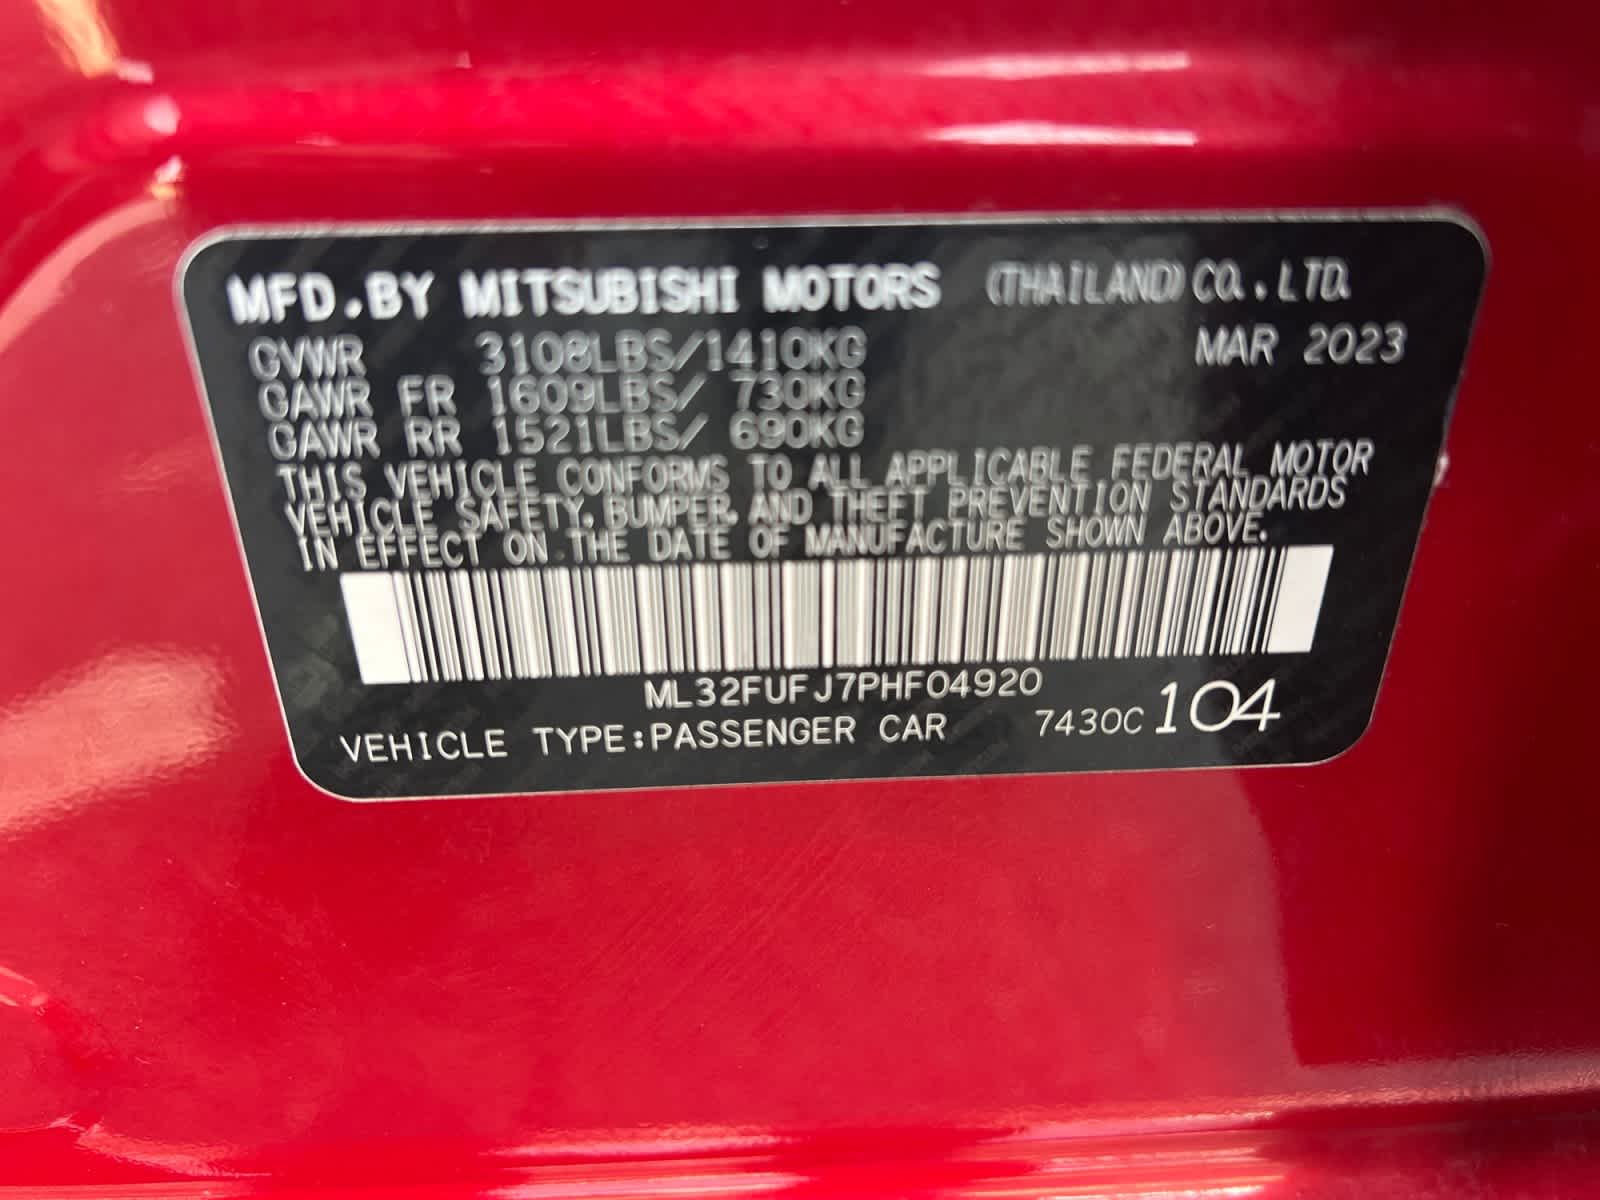 MFD.BY MITSUBISHI MOTORS (THAILAND) CO.,LTD.
GVWR 3108LBS/1410KG MAR 2023
GAWR FR 1609LBS/ 730KG
GAWR RR 1521LBS/ 690KG
THIS VEHICLE CONFORMS TO ALL APPLICABLE FEDERAL MOTOR
VEHICLE SAFETY, BUMPER, AND THEFT PREVENTION STANDARDS
IN EFFECT ON THE DATE OF MANUFACTURE SHOWN ABOVE.
ML32FUFJ7PHF04920
VEHICLE TYPE:PASSENGER CAR 7430C 104